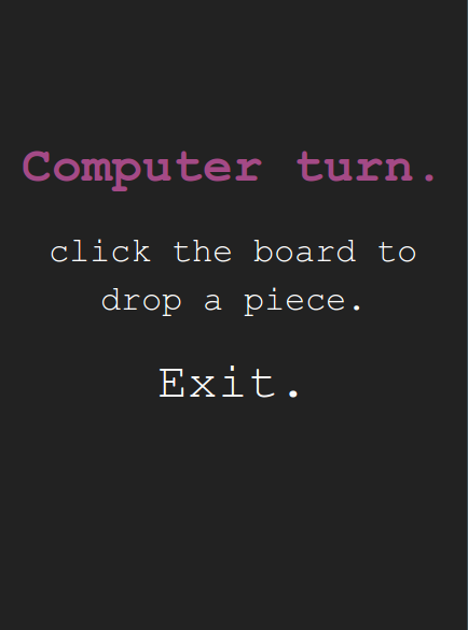 Computer turn.
click the board to
drop a piece.
Exit.